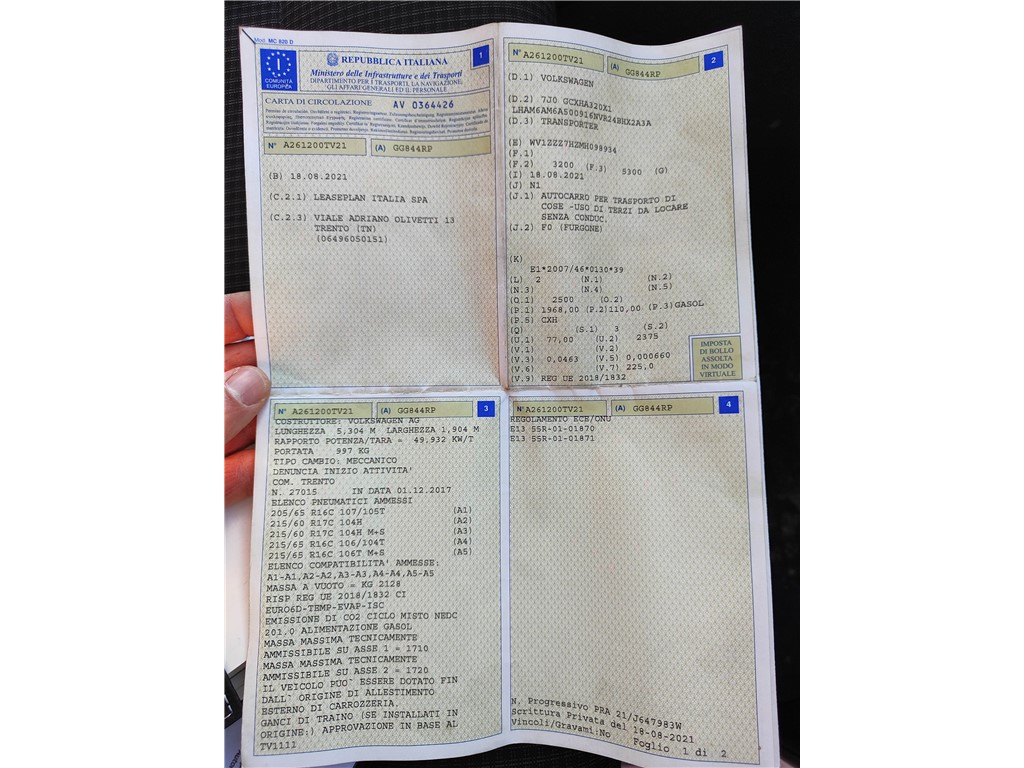 Mod. MC 820 D
REPUBBLICA ITALIANA
1
Ministero delle Infrastrutture e dei Trasporti
DIPARTIMENTO PER I TRASPORTI, LA NAVIGAZIONE,
GLI AFFARI GENERALI ED IL PERSONALE
I
COMUNITÀ
EUROPEA
CARTA DI CIRCOLAZIONE AV 0364426
N° A261200TV21 (A) GG844RP
(B) 18.08.2021
(C.2.1) LEASEPLAN ITALIA SPA
(C.2.3) VIALE ADRIANO OLIVETTI 13
TRENTO (TN)
(06496050151)
N° A261200TV21 (A) GG844RP 2
(D.1) VOLKSWAGEN
(D.2) 7J0 GCXHA320X1
LHAM6AM6A500916NVR24BHX2A3A
(D.3) TRANSPORTER
(E) WV1ZZZ7HZMH098934
(F.1)
(F.2) 3200 (F.3) 5300 (G)
(I) 18.08.2021
(J) N1
(J.1) AUTOCARRO PER TRASPORTO DI
COSE -USO DI TERZI DA LOCARE
SENZA CONDUC.
(J.2) F0 (FURGONE)
(K)
E1*2007/46*0130*39
(L) 2 (N.1) (N.2)
(N.3) (N.4) (N.5)
(O.1) 2500 (O.2)
(P.1) 1968,00 (P.2)110,00 (P.3)GASOL
(P.5) CXH
(Q) (S.1) 3 (S.2)
(U.1) 77,00 (U.2) 2375
(V.1) (V.2)
(V.3) 0,0463 (V.5) 0,000660
(V.6) (V.7) 225,0
(V.9) REG UE 2018/1832
IMPOSTA
DI BOLLO
ASSOLTA
IN MODO
VIRTUALE
N° A261200TV21 (A) GG844RP 3
COSTRUTTORE: VOLKSWAGEN AG
LUNGHEZZA 5,304 M LARGHEZZA 1,904 M
RAPPORTO POTENZA/TARA = 49,932 KW/T
PORTATA 997 KG
TIPO CAMBIO: MECCANICO
DENUNCIA INIZIO ATTIVITA'
COM. TRENTO
N. 27015 IN DATA 01.12.2017
ELENCO PNEUMATICI AMMESSI
205/65 R16C 107/105T (A1)
215/60 R17C 104H (A2)
215/60 R17C 104H M+S (A3)
215/65 R16C 106/104T (A4)
215/65 R16C 106T M+S (A5)
ELENCO COMPATIBILITA' AMMESSE:
A1-A1,A2-A2,A3-A3,A4-A4,A5-A5
MASSA A VUOTO = KG 2128
RISP REG UE 2018/1832 CI
EURO6D-TEMP-EVAP-ISC
EMISSIONE DI CO2 CICLO MISTO NEDC
201.0 ALIMENTAZIONE GASOL
MASSA MASSIMA TECNICAMENTE
AMMISSIBILE SU ASSE 1 = 1710
MASSA MASSIMA TECNICAMENTE
AMMISSIBILE SU ASSE 2 = 1720
IL VEICOLO PUO` ESSERE DOTATO FIN
DALL` ORIGINE DI ALLESTIMENTO
ESTERNO DI CARROZZERIA.
GANCI DI TRAINO (SE INSTALLATI IN
ORIGINE:) APPROVAZIONE IN BASE AL
TV1111
N° A261200TV21 (A) GG844RP 4
REGOLAMENTO ECE/ONU
E13 55R-01-01870
E13 55R-01-01871
N. Progressivo PRA 21/J647983W
Scrittura Privata del 18-08-2021
Vincoli/Gravami:No Foglio 1 di 2